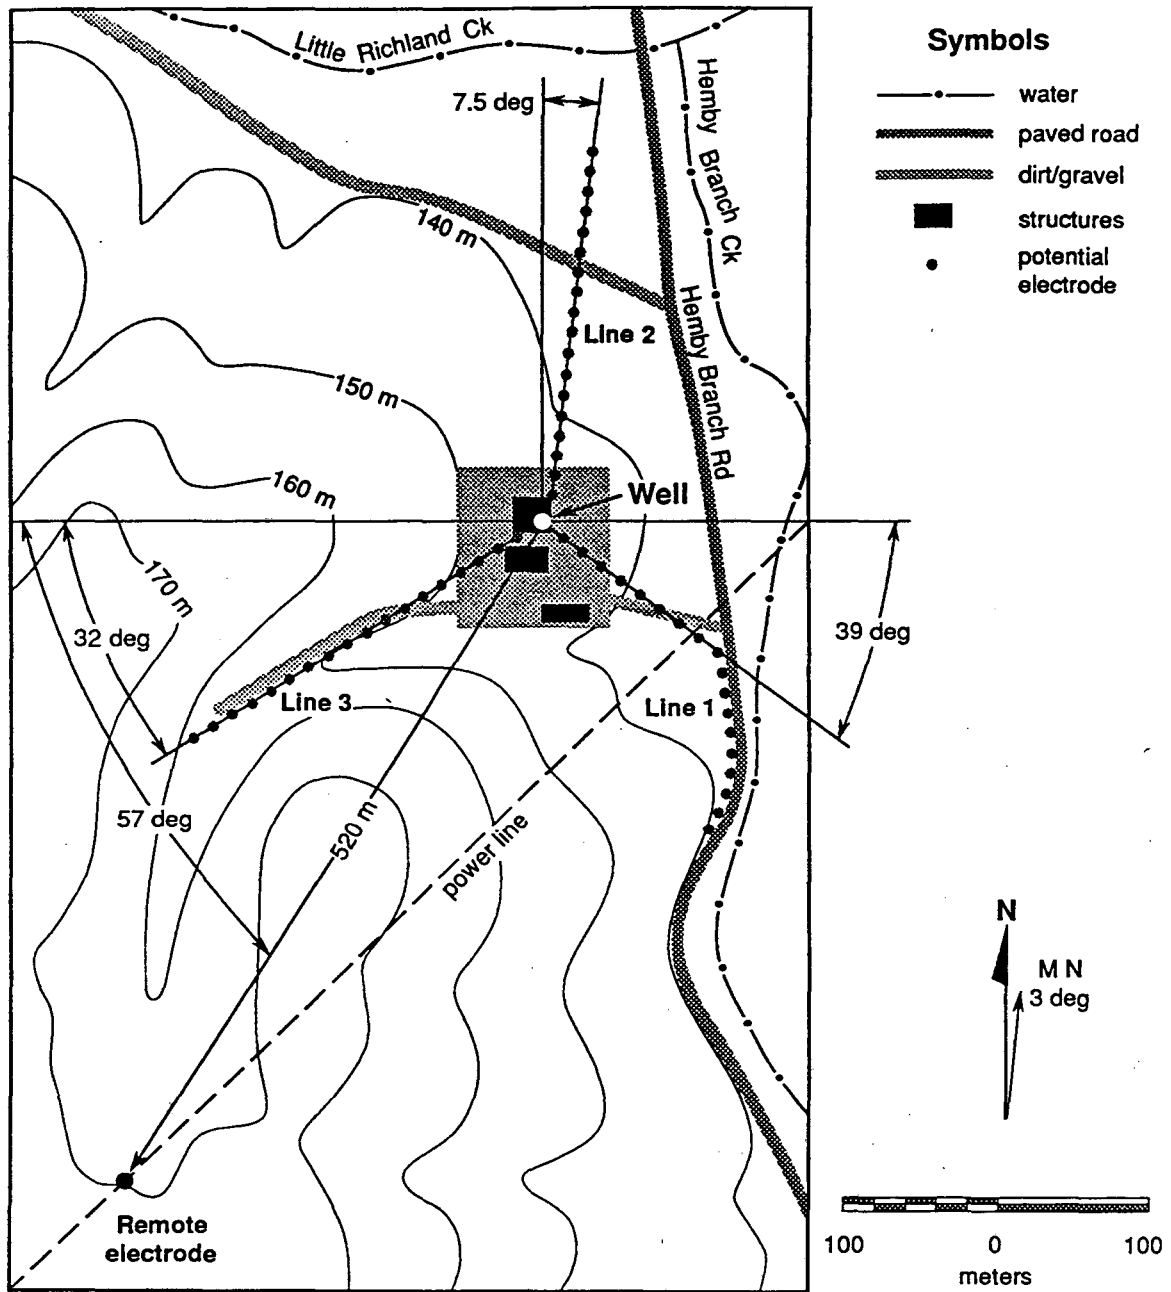 Little Richland Ck
7.5 deg
Hemby Branch Ck
140 m
Line 2
Hemby Branch Rd
150 m
160 m
Well
170 m
32 deg
39 deg
Line 3
Line 1
57 deg
520 m
power line
Remote
electrode
Symbols
water
paved road
dirt/gravel
structures
potential
electrode
N
M N
3 deg
100 0 100
meters